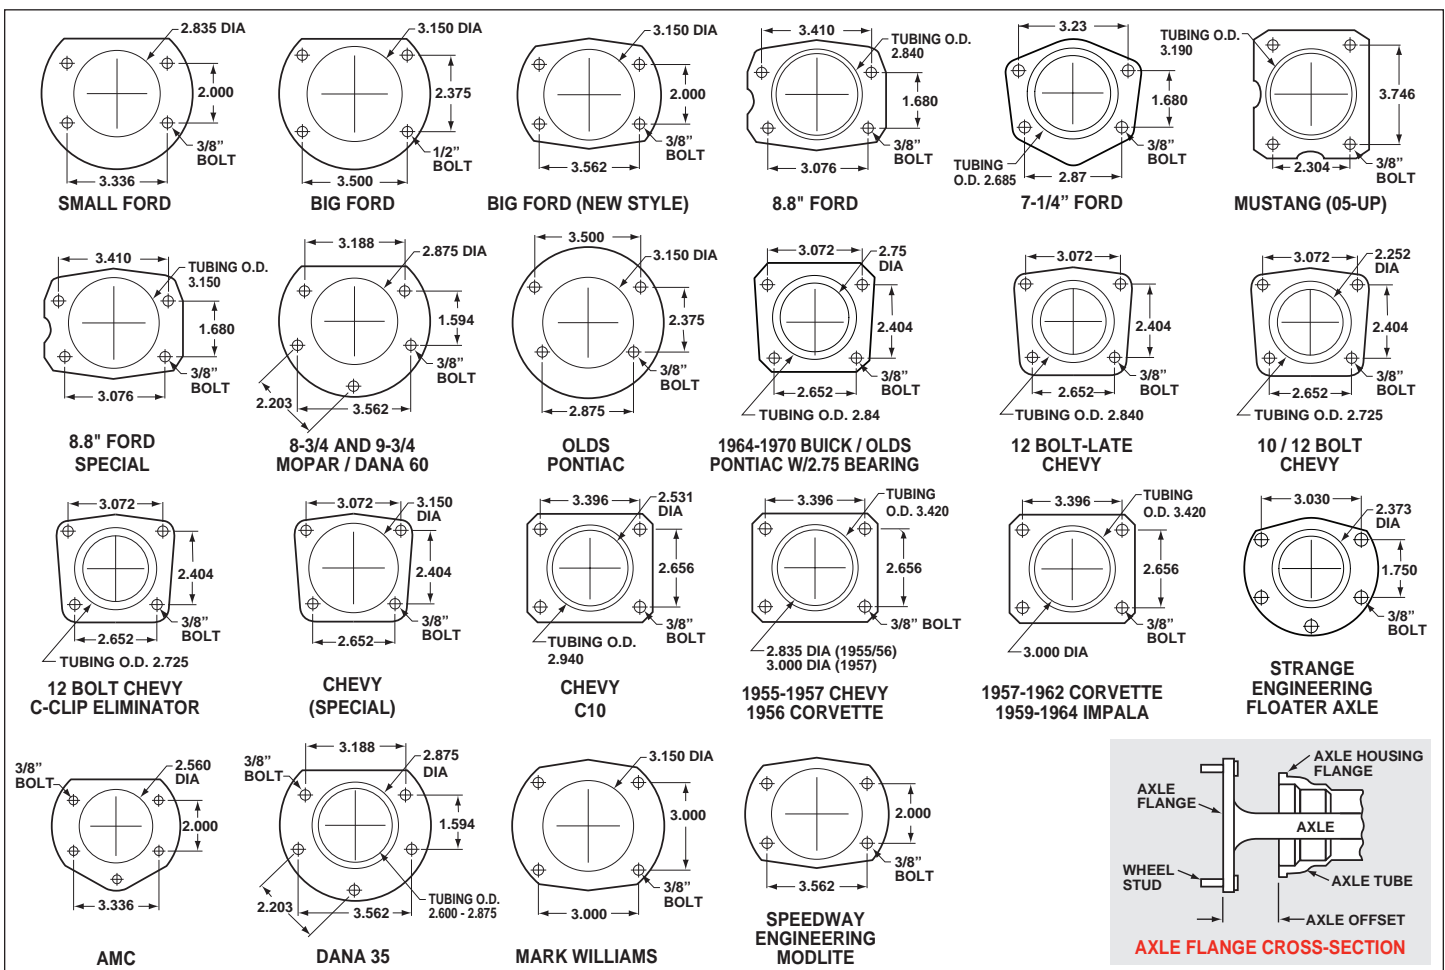 2.835 DIA
2.000
3/8”
BOLT
3.336
SMALL FORD
3.150 DIA
2.375
1/2”
BOLT
3.500
BIG FORD
3.150 DIA
2.000
3/8”
BOLT
3.562
BIG FORD (NEW STYLE)
3.410
TUBING O.D.
2.840
1.680
3/8”
BOLT
3.076
8.8" FORD
3.23
1.680
3/8”
BOLT
TUBING
O.D. 2.685
2.87
7-1/4” FORD
TUBING O.D.
3.190
3.746
2.304
3/8”
BOLT
MUSTANG (05-UP)
3.410
TUBING O.D.
3.150
1.680
3/8”
BOLT
3.076
8.8" FORD
SPECIAL
3.188
2.875 DIA
1.594
3/8”
BOLT
2.203
3.562
8-3/4 AND 9-3/4
MOPAR / DANA 60
3.500
3.150 DIA
2.375
3/8”
BOLT
2.875
OLDS
PONTIAC
3.072
2.75
DIA
2.404
3/8”
BOLT
2.652
TUBING O.D. 2.84
1964-1970 BUICK / OLDS
PONTIAC W/2.75 BEARING
3.072
2.404
3/8”
BOLT
2.652
TUBING O.D. 2.840
12 BOLT-LATE
CHEVY
3.072
2.252
DIA
2.404
3/8”
BOLT
2.652
TUBING O.D. 2.725
10 / 12 BOLT
CHEVY
3.072
2.404
3/8”
BOLT
2.652
TUBING O.D. 2.725
12 BOLT CHEVY
C-CLIP ELIMINATOR
3.072
3.150
DIA
2.404
3/8”
BOLT
2.652
CHEVY
(SPECIAL)
3.396
2.531
DIA
2.656
3/8”
BOLT
TUBING O.D.
2.940
CHEVY
C10
3.396
TUBING
O.D. 3.420
2.656
3/8” BOLT
2.835 DIA (1955/56)
3.000 DIA (1957)
1955-1957 CHEVY
1956 CORVETTE
3.396
TUBING
O.D. 3.420
2.656
3/8”
BOLT
3.000 DIA
1957-1962 CORVETTE
1959-1964 IMPALA
3.030
2.373
DIA
1.750
3/8”
BOLT
STRANGE
ENGINEERING
FLOATER AXLE
3/8”
BOLT
2.560
DIA
2.000
3.336
AMC
3/8”
BOLT
3.188
2.875
DIA
1.594
2.203
3.562
TUBING O.D.
2.600 - 2.875
DANA 35
3.150 DIA
3.000
3/8”
BOLT
3.000
MARK WILLIAMS
2.000
3/8”
BOLT
3.562
SPEEDWAY
ENGINEERING
MODLITE
AXLE HOUSING
FLANGE
AXLE
FLANGE
AXLE
WHEEL
STUD
AXLE TUBE
AXLE OFFSET
AXLE FLANGE CROSS-SECTION